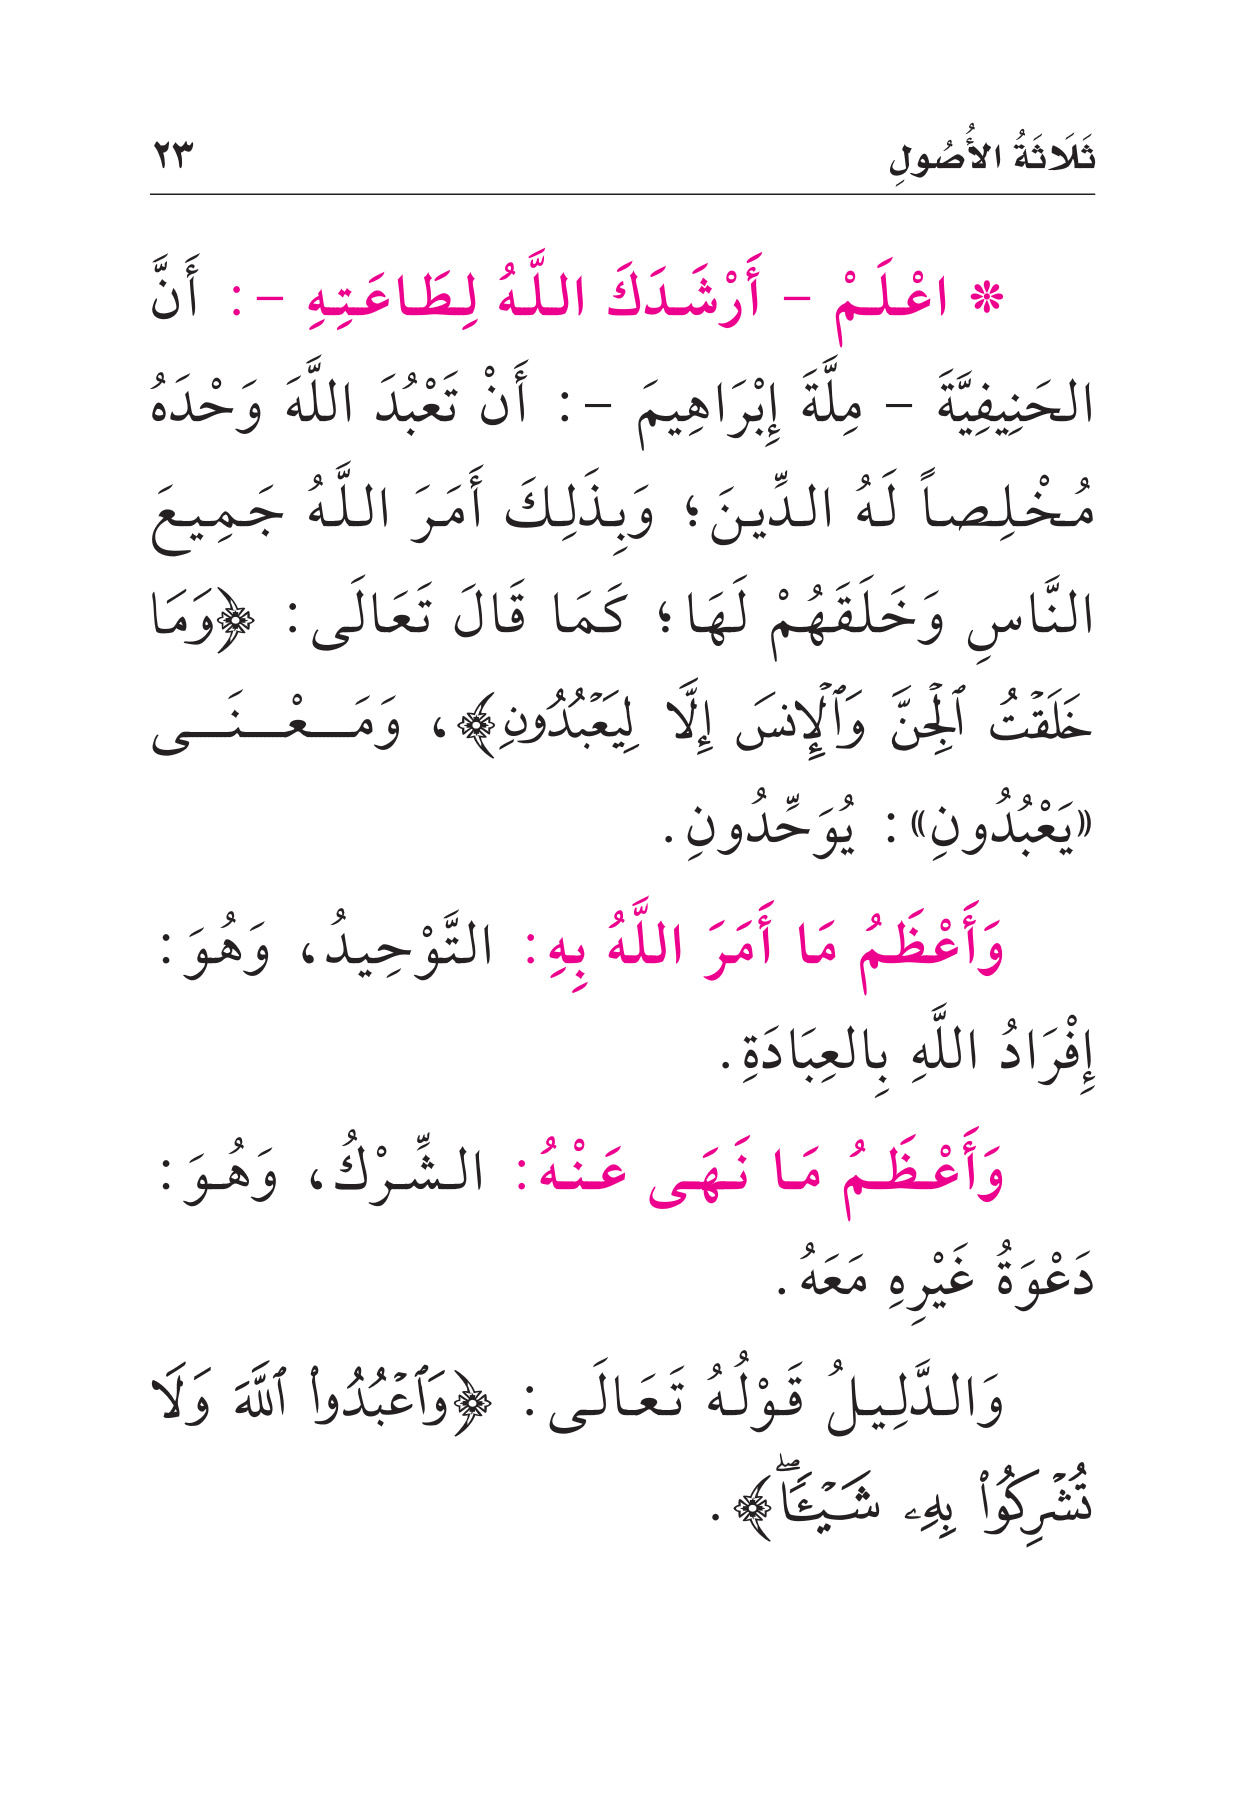 ثَلَاثَةُ الأُصُولِ ٢٣
❊ اعْلَمْ – أَرْشَدَكَ اللَّهُ لِطَاعَتِهِ –: أَنَّ
الحَنِيفِيَّةَ – مِلَّةَ إِبْرَاهِيمَ –: أَنْ تَعْبُدَ اللَّهَ وَحْدَهُ
مُخْلِصاً لَهُ الدِّينَ؛ وَبِذَلِكَ أَمَرَ اللَّهُ جَمِيعَ
النَّاسِ وَخَلَقَهُمْ لَهَا؛ كَمَا قَالَ تَعَالَى: ﴿وَمَا
خَلَقۡتُ ٱلۡجِنَّ وَٱلۡإِنسَ إِلَّا لِيَعۡبُدُونِ﴾، وَمَعْنَى
«يَعْبُدُونِ»: يُوَحِّدُونِ.
وَأَعْظَمُ مَا أَمَرَ اللَّهُ بِهِ: التَّوْحِيدُ، وَهُوَ:
إِفْرَادُ اللَّهِ بِالعِبَادَةِ.
وَأَعْظَمُ مَا نَهَى عَنْهُ: الشِّرْكُ، وَهُوَ:
دَعْوَةُ غَيْرِهِ مَعَهُ.
وَالدَّلِيلُ قَوْلُهُ تَعَالَى: ﴿وَٱعۡبُدُواْ ٱللَّهَ وَلَا
تُشۡرِكُواْ بِهِۦ شَيۡـًٔاۖ﴾.